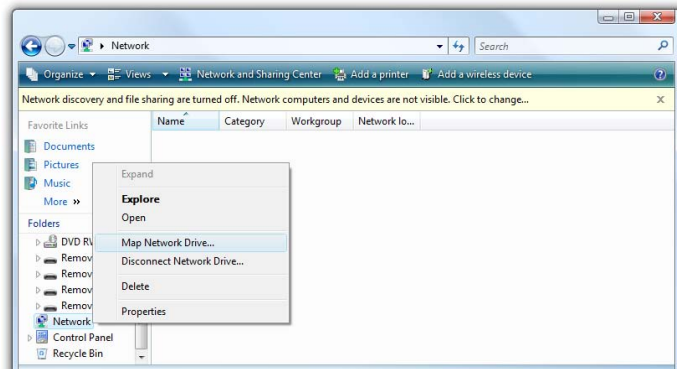 Network
Search
Organize Views Network and Sharing Center Add a printer Add a wireless device
Network discovery and file sharing are turned off. Network computers and devices are not visible. Click to change...
Favorite Links
Name Category Workgroup Network lo...
Documents
Pictures
Music
More »
Folders
DVD RW
Remov
Remov
Remov
Remov
Network
Control Panel
Recycle Bin
Expand
Explore
Open
Map Network Drive...
Disconnect Network Drive...
Delete
Properties